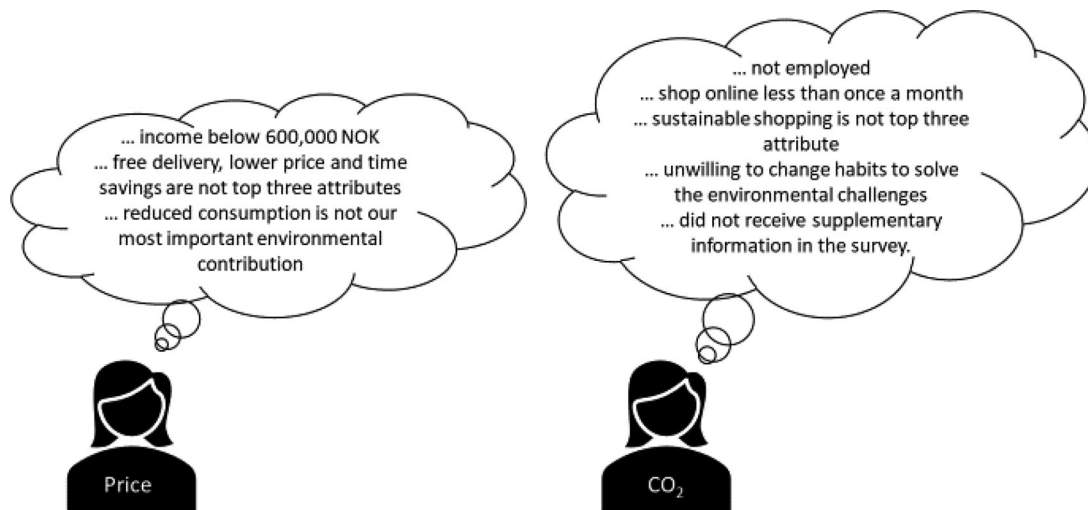 ... income below 600,000 NOK
... free delivery, lower price and time
savings are not top three attributes
... reduced consumption is not our
most important environmental
contribution
Price
... not employed
... shop online less than once a month
... sustainable shopping is not top three
attribute
... unwilling to change habits to solve
the environmental challenges
... did not receive supplementary
information in the survey.
CO₂